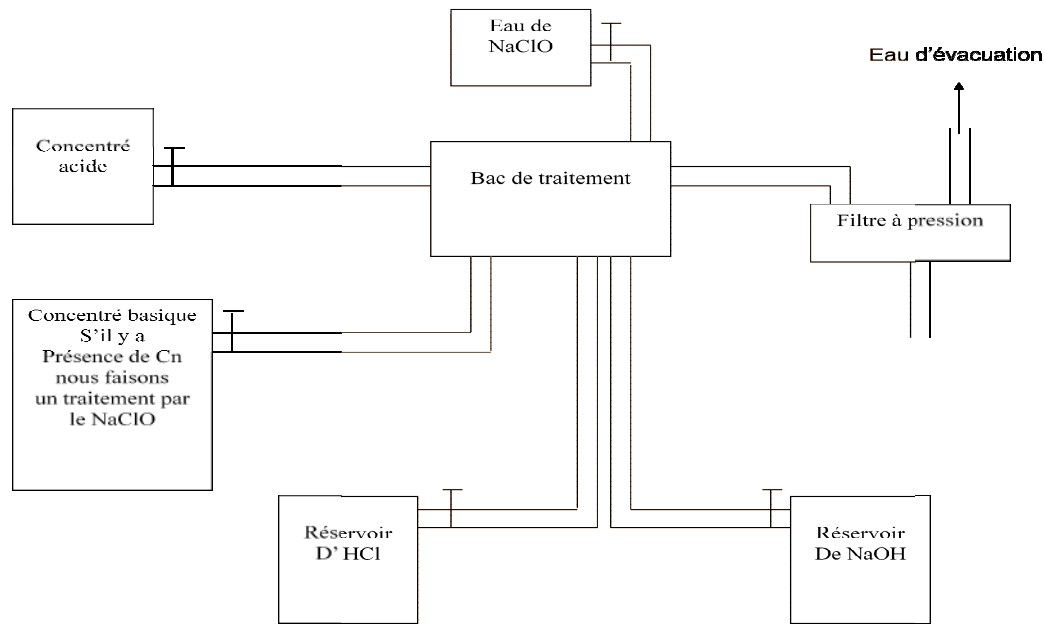 Eau de
NaClO
Eau d'évacuation
Concentré
acide
Bac de traitement
Filtre à pression
Concentré basique
S'il y a
Présence de Cn
nous faisons
un traitement par
le NaClO
Réservoir
D' HCl
Réservoir
De NaOH